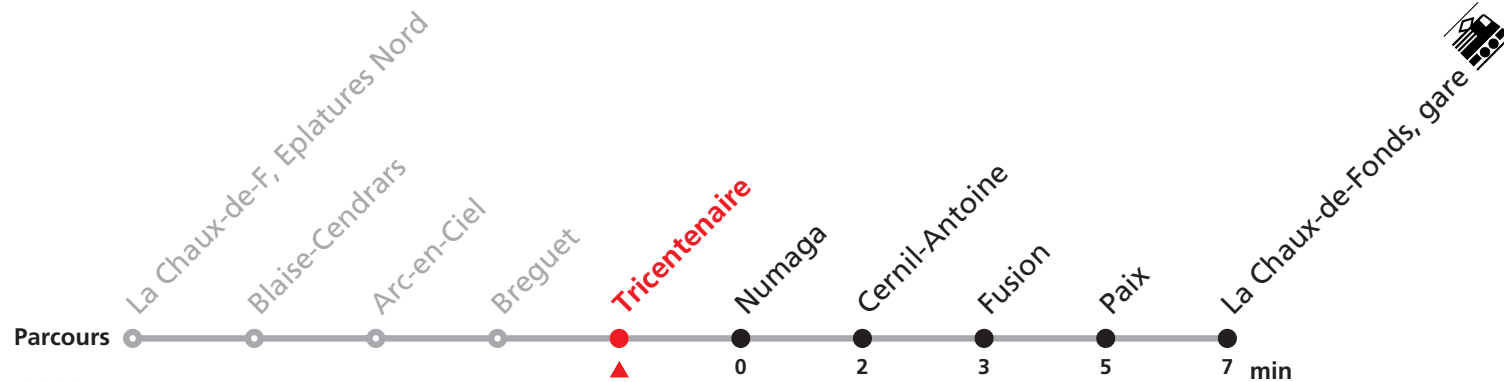 La Chaux-de-F, Eplatures Nord
Blaise-Cendrars
Arc-en-Ciel
Breguet
Tricentenaire
Numaga
Cernil-Antoine
Fusion
Paix
La Chaux-de-Fonds, gare
Parcours
0 2 3 5 7 min